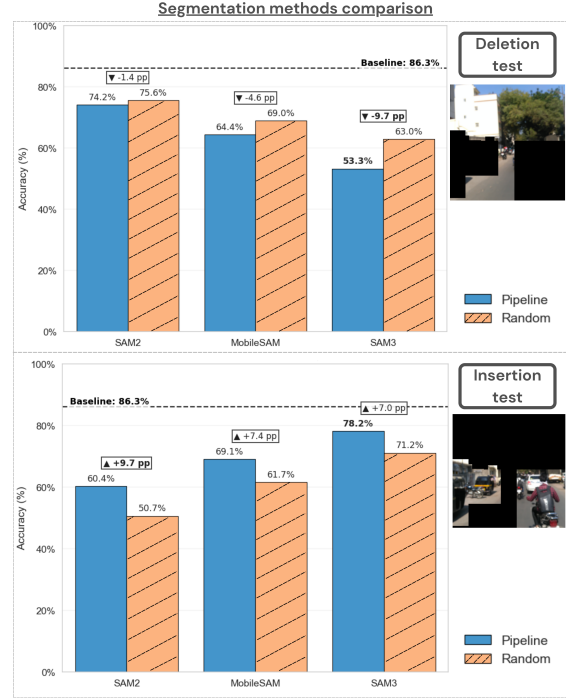 Segmentation methods comparison
100%
80%
60%
40%
20%
0%
Accuracy (%)
Baseline: 86.3%
▼ -1.4 pp
▼ -4.6 pp
▼ -9.7 pp
74.2%
75.6%
64.4%
69.0%
53.3%
63.0%
SAM2
MobileSAM
SAM3
Deletion
test
Pipeline
Random
100%
80%
60%
40%
20%
0%
Accuracy (%)
Baseline: 86.3%
▲ +9.7 pp
▲ +7.4 pp
▲ +7.0 pp
60.4%
50.7%
69.1%
61.7%
78.2%
71.2%
SAM2
MobileSAM
SAM3
Insertion
test
Pipeline
Random